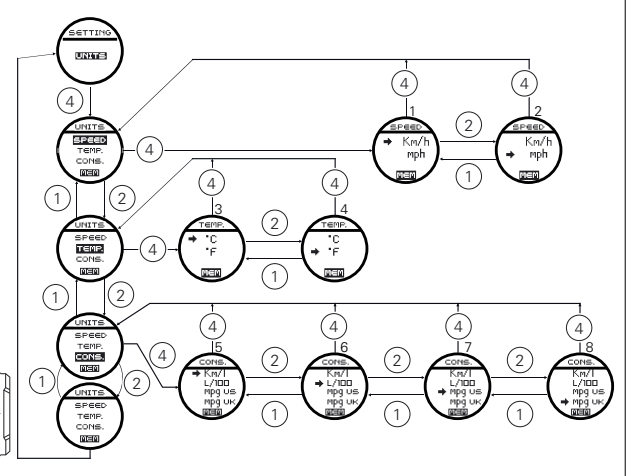 SETTING
UNITS
4
UNITS
SPEED
TEMP.
CONS.
MEM
4
4
4
1
SPEED
Km/h
mph
MEM
2
1
2
SPEED
Km/h
mph
MEM
1
2
UNITS
SPEED
TEMP.
CONS.
MEM
4
4
4
3
TEMP.
°C
°F
MEM
2
1
4
TEMP.
°C
°F
MEM
1
2
UNITS
SPEED
TEMP.
CONS.
MEM
4
4
4
4
4
5
CONS.
Km/l
L/100
mpg US
mpg UK
MEM
2
1
6
CONS.
Km/l
L/100
mpg US
mpg UK
MEM
2
1
7
CONS.
Km/l
L/100
mpg US
mpg UK
MEM
2
1
8
CONS.
Km/l
L/100
mpg US
mpg UK
MEM
1
2
UNITS
SPEED
TEMP.
CONS.
MEM